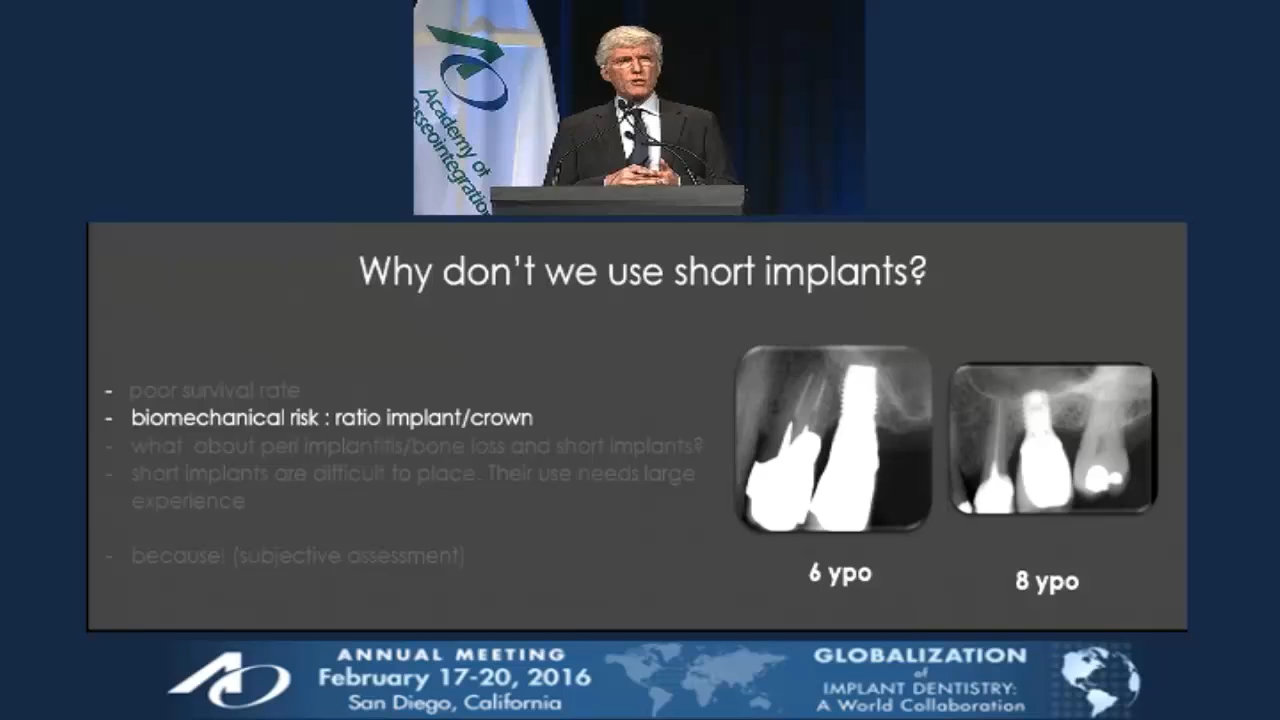 Academy of
Osseointegration
Why don't we use short implants?
- poor survival rate
- biomechanical risk : ratio implant/crown
- what about peri implantitis/bone loss and short implants?
- short implants are difficult to place. Their use needs large
experience
- because! (subjective assessment)
6 ypo
8 ypo
AO
ANNUAL MEETING
February 17-20, 2016
San Diego, California
GLOBALIZATION
of
IMPLANT DENTISTRY:
A World Collaboration